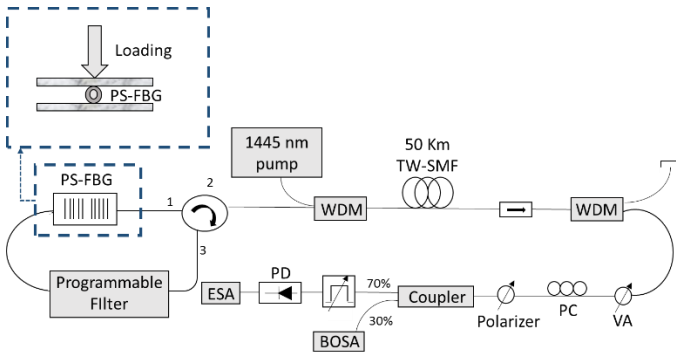 Loading
PS-FBG
1445 nm
pump
50 Km
TW-SMF
PS-FBG
1
2
3
WDM
WDM
Programmable
FIlter
ESA
PD
70%
30%
BOSA
Coupler
Polarizer
PC
VA